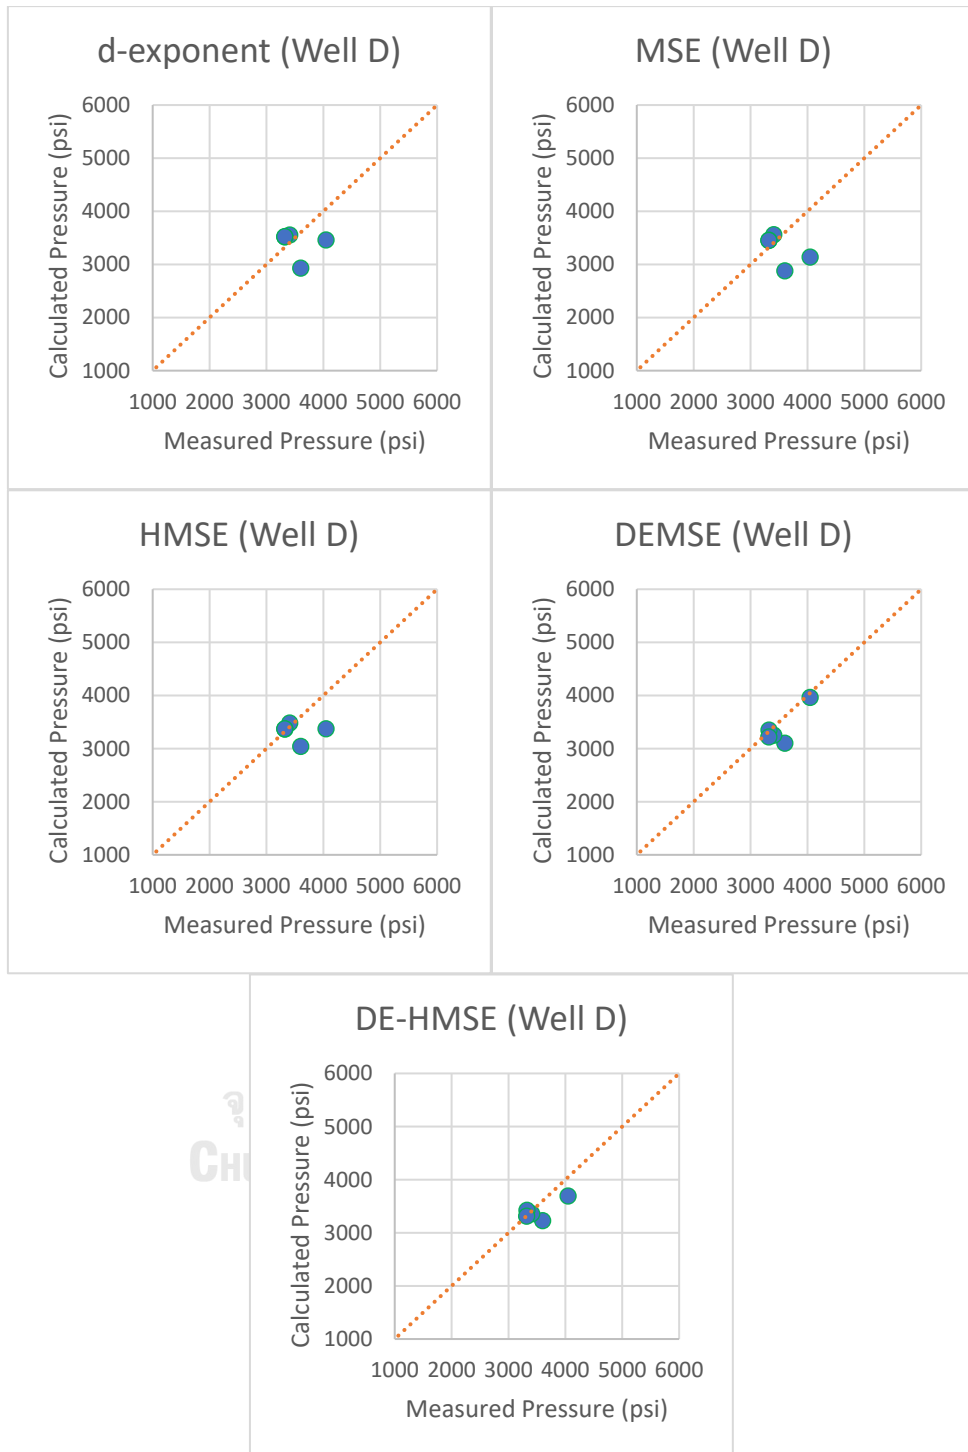 d-exponent (Well D)
Calculated Pressure (psi)
6000
5000
4000
3000
2000
1000
1000 2000 3000 4000 5000 6000
Measured Pressure (psi)
MSE (Well D)
Calculated Pressure (psi)
6000
5000
4000
3000
2000
1000
1000 2000 3000 4000 5000 6000
Measured Pressure (psi)
HMSE (Well D)
Calculated Pressure (psi)
6000
5000
4000
3000
2000
1000
1000 2000 3000 4000 5000 6000
Measured Pressure (psi)
DEMSE (Well D)
Calculated Pressure (psi)
6000
5000
4000
3000
2000
1000
1000 2000 3000 4000 5000 6000
Measured Pressure (psi)
DE-HMSE (Well D)
Calculated Pressure (psi)
6000
5000
4000
3000
2000
1000
1000 2000 3000 4000 5000 6000
Measured Pressure (psi)
จุ